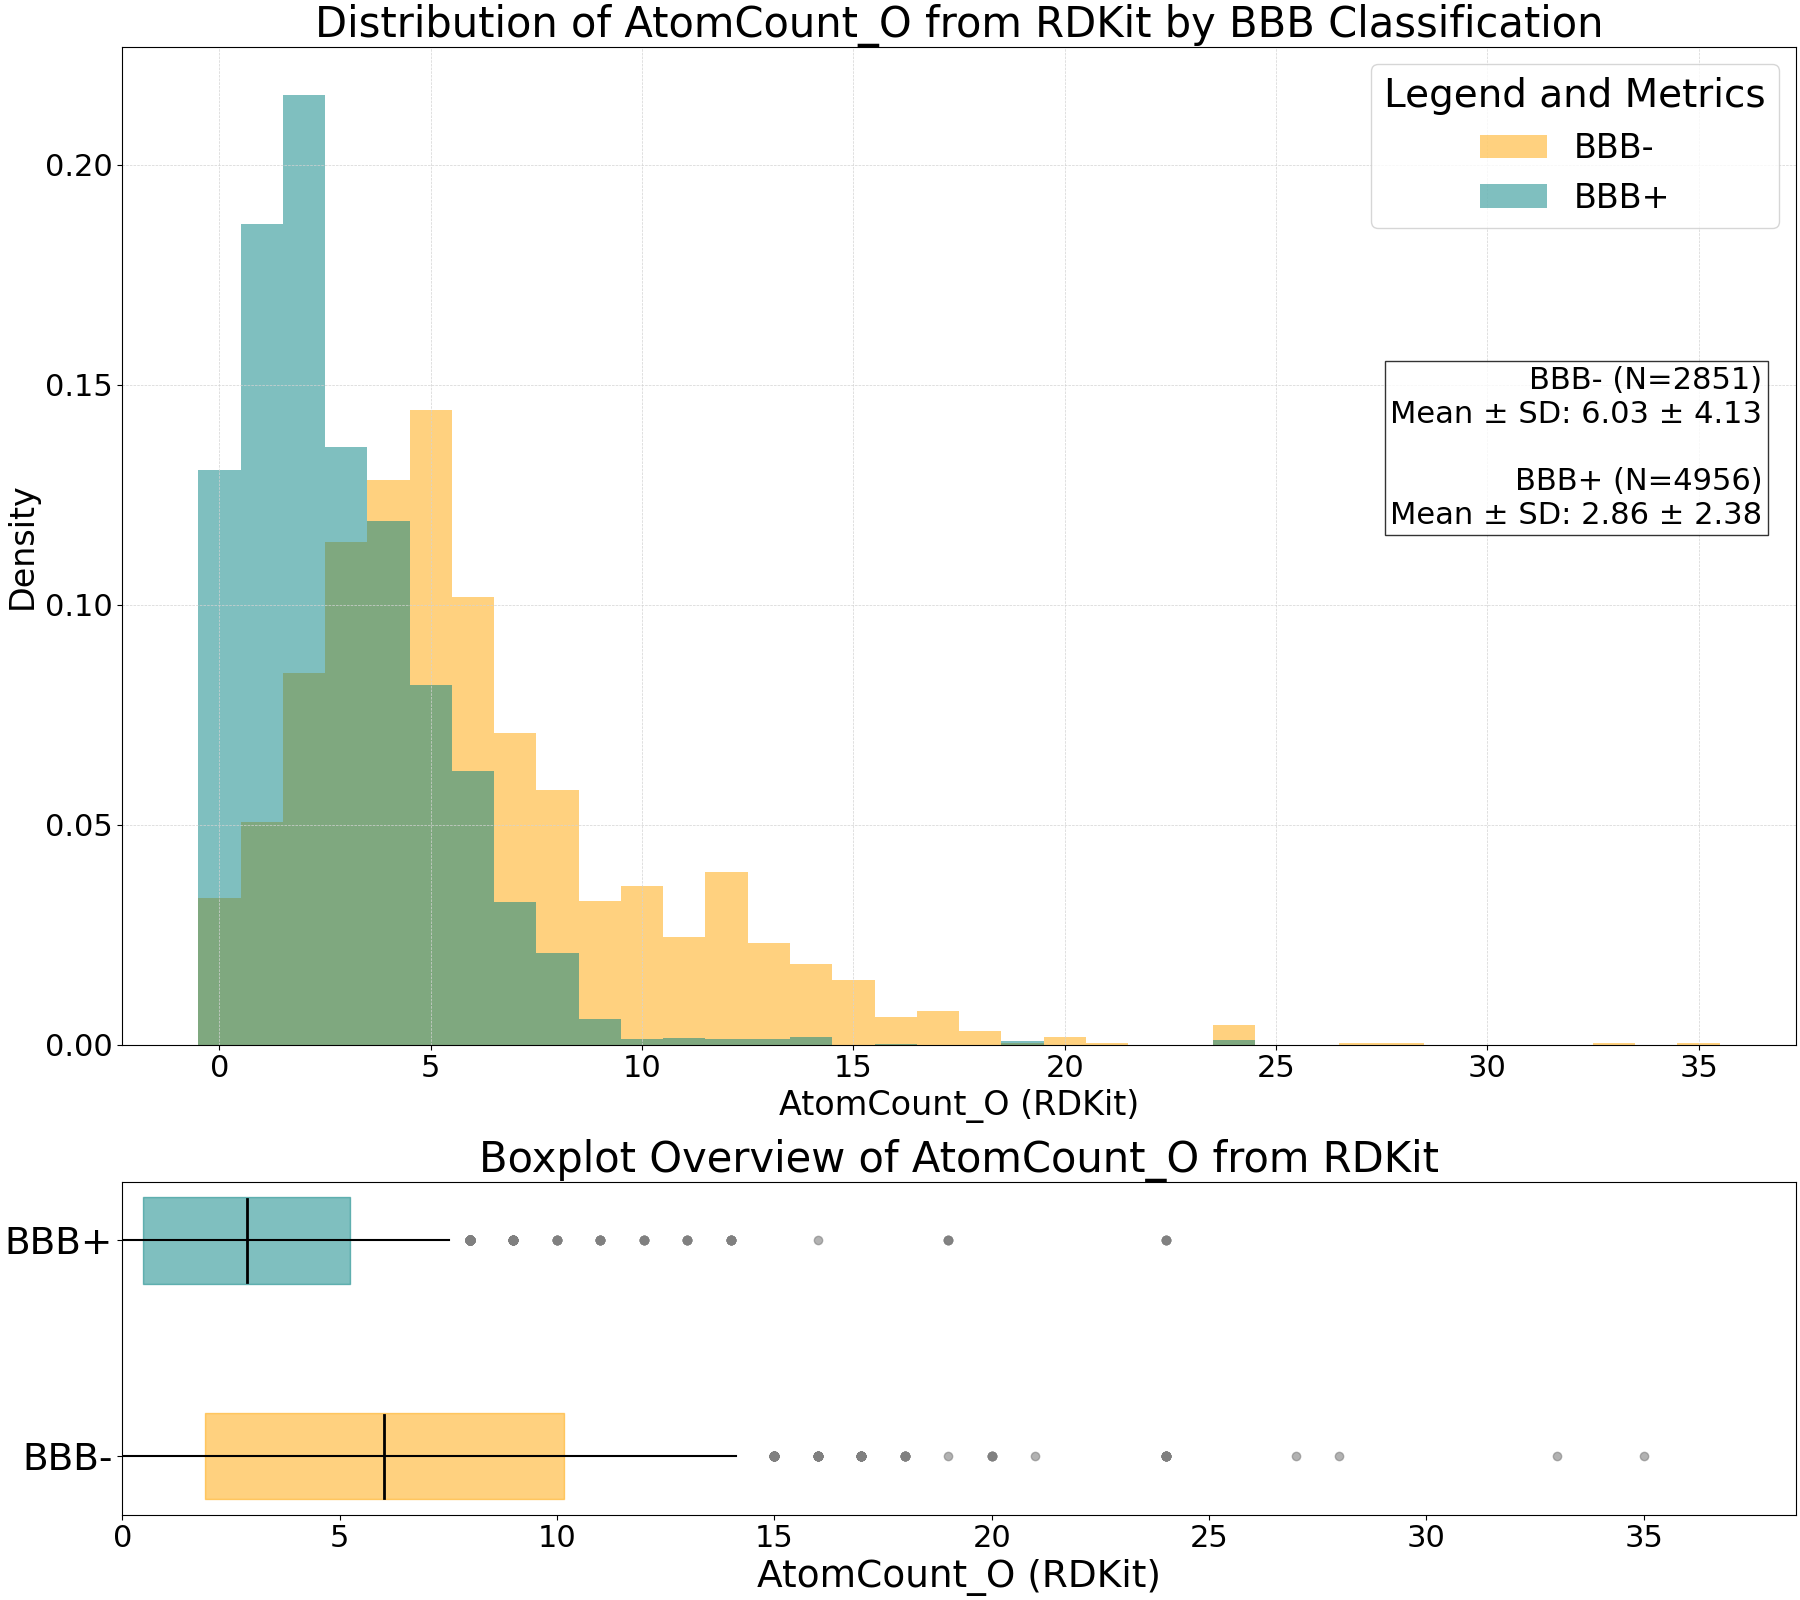 Distribution of AtomCount_O from RDKit by BBB Classification
Legend and Metrics
BBB-
BBB+
BBB- (N=2851)
Mean ± SD: 6.03 ± 4.13
BBB+ (N=4956)
Mean ± SD: 2.86 ± 2.38
Density
0.20
0.15
0.10
0.05
0.00
0 5 10 15 20 25 30 35
AtomCount_O (RDKit)
Boxplot Overview of AtomCount_O from RDKit
BBB+
BBB-
0 5 10 15 20 25 30 35
AtomCount_O (RDKit)